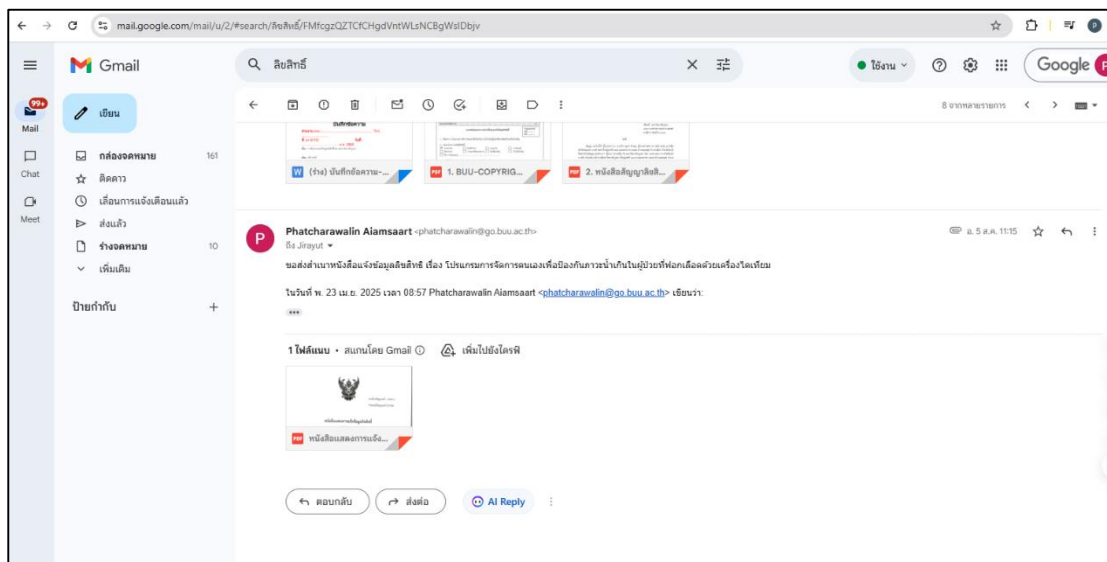 mail.google.com/mail/u/2/#search/ลิขสิทธิ์/FMfcgzQZTCfCHgdVntWLsNCBgWslDbjv
P
Gmail
ลิขสิทธิ์
ใช้งาน
Google
99+
Mail
Chat
Meet
เขียน
กล่องจดหมาย 161
ติดดาว
เลื่อนการแจ้งเตือนแล้ว
ส่งแล้ว
ร่างจดหมาย 10
เพิ่มเติม
ป้ายกำกับ
8 จากหลายรายการ
บันทึกข้อความ
W (ร่าง) บันทึกข้อความ-...
PDF 1. BUU-COPYRIG...
PDF 2. หนังสือสัญญาลิขสิ...
P
Phatcharawalin Aiamsaart <phatcharawalin@go.buu.ac.th>
อ. 5 ส.ค. 11:15
ถึง Jirayut
ขอส่งสำเนาหนังสือแจ้งข้อมูลลิขสิทธิ์ เรื่อง โปรแกรมการจัดการตนเองเพื่อป้องกันภาวะน้ำเกินในผู้ป่วยที่ฟอกเลือดด้วยเครื่องไตเทียม
ในวันที่ พ. 23 เม.ย. 2025 เวลา 08:57 Phatcharawalin Aiamsaart <phatcharawalin@go.buu.ac.th> เขียนว่า:
1 ไฟล์แนบ • สแกนโดย Gmail
เพิ่มไปยังไดรฟ์
PDF หนังสือแสดงการแจ้ง...
ตอบกลับ
ส่งต่อ
AI Reply